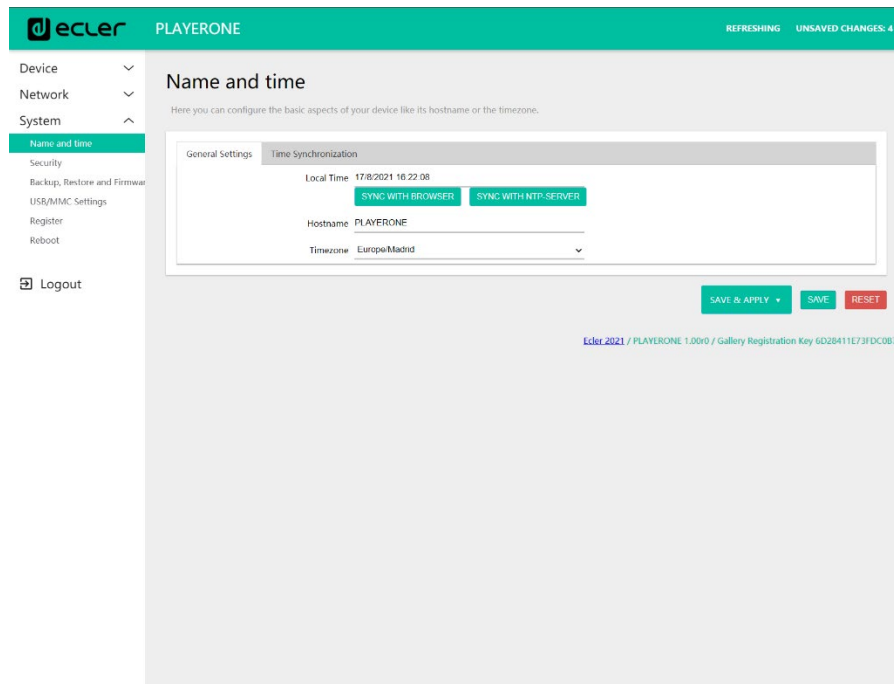 ecler
PLAYERONE
REFRESHING UNSAVED CHANGES: 4
Device
Network
System
Name and time
Security
Backup, Restore and Firmwar
USB/MMC Settings
Register
Reboot
Logout
Name and time
Here you can configure the basic aspects of your device like its hostname or the timezone.
General Settings Time Synchronization
Local Time 17/8/2021 16:22:08
SYNC WITH BROWSER SYNC WITH NTP-SERVER
Hostname PLAYERONE
Timezone Europe/Madrid
SAVE & APPLY SAVE RESET
Ecler 2021 / PLAYERONE 1.00r0 / Gallery Registration Key 6D28411E73FDC0B